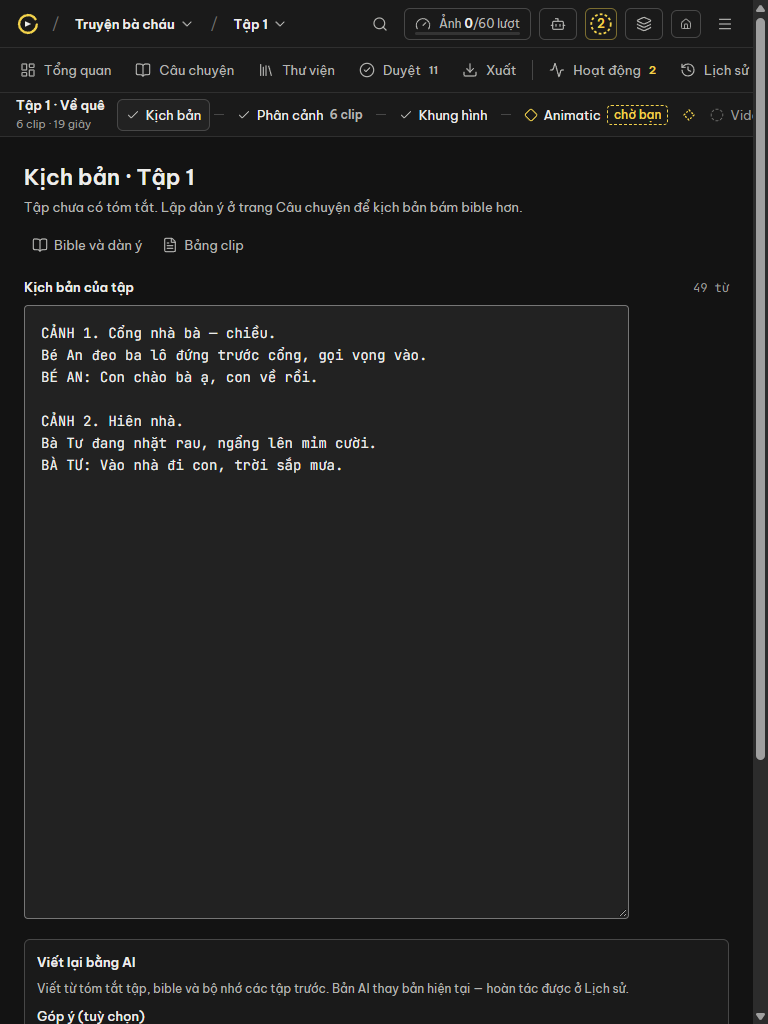 / Truyện bà cháu / Tập 1 Ảnh 0/60 lượt 2
Tổng quan Câu chuyện Thư viện Duyệt 11 Xuất Hoạt động 2 Lịch sử
Tập 1 · Về quê
6 clip · 19 giây
Kịch bản — Phân cảnh 6 clip — Khung hình — Animatic chờ bạn
Kịch bản · Tập 1
Tập chưa có tóm tắt. Lập dàn ý ở trang Câu chuyện để kịch bản bám bible hơn.
Bible và dàn ý Bảng clip
Kịch bản của tập 49 từ
CẢNH 1. Cổng nhà bà — chiều.
Bé An đeo ba lô đứng trước cổng, gọi vọng vào.
BÉ AN: Con chào bà ạ, con về rồi.
CẢNH 2. Hiên nhà.
Bà Tư đang nhặt rau, ngẩng lên mỉm cười.
BÀ TƯ: Vào nhà đi con, trời sắp mưa.
Viết lại bằng AI
Viết từ tóm tắt tập, bible và bộ nhớ các tập trước. Bản AI thay bản hiện tại — hoàn tác được ở Lịch sử.
Góp ý (tuỳ chọn)